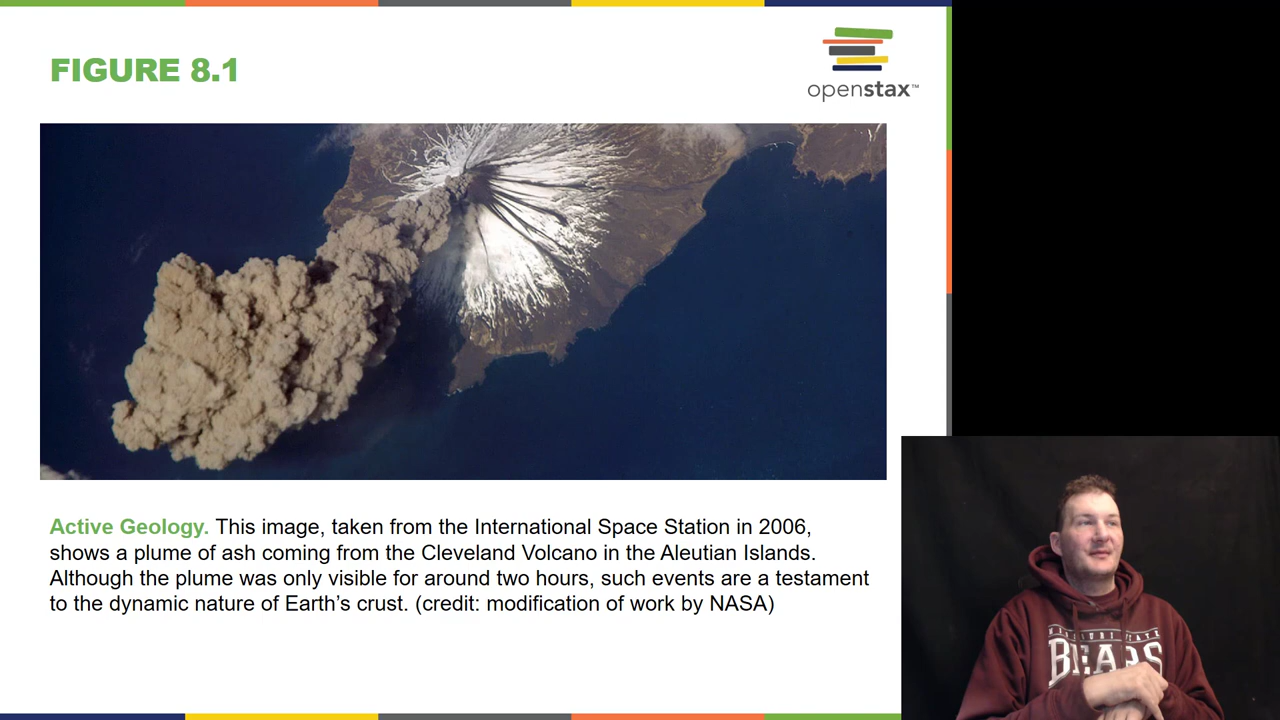 FIGURE 8.1
openstax™
Active Geology. This image, taken from the International Space Station in 2006,
shows a plume of ash coming from the Cleveland Volcano in the Aleutian Islands.
Although the plume was only visible for around two hours, such events are a testament
to the dynamic nature of Earth’s crust. (credit: modification of work by NASA)
MISSOURI STATE
BEARS